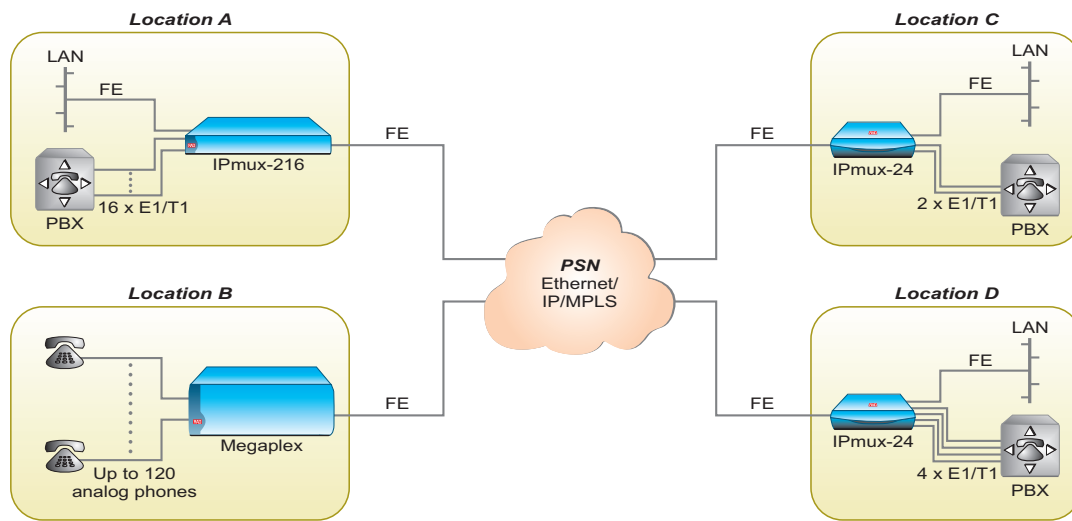 Location A
LAN
FE
IPmux-216
16 x E1/T1
PBX
FE
Location B
Up to 120
analog phones
Megaplex
FE
PSN
Ethernet/
IP/MPLS
Location C
LAN
FE
FE
IPmux-24
2 x E1/T1
PBX
Location D
LAN
FE
FE
IPmux-24
4 x E1/T1
PBX